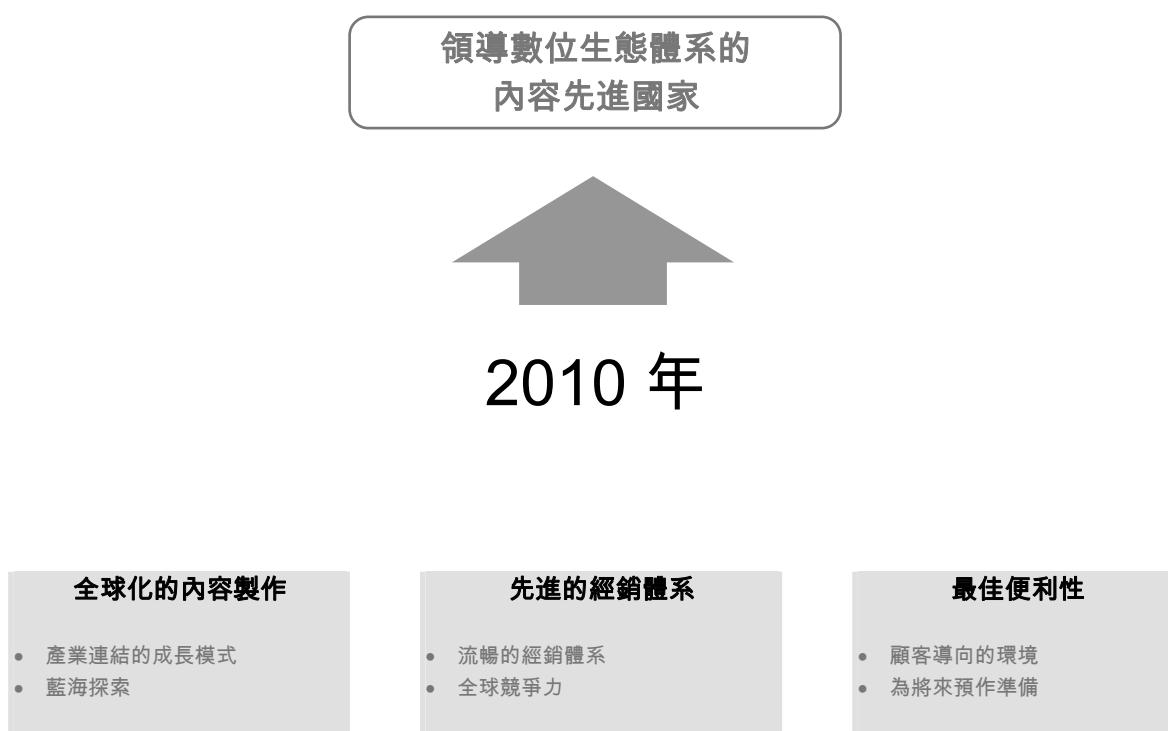 領導數位生態體系的
內容先進國家
2010 年
全球化的內容製作
• 產業連結的成長模式
• 藍海探索
先進的經銷體系
• 流暢的經銷體系
• 全球競爭力
最佳便利性
• 顧客導向的環境
• 為將來預作準備